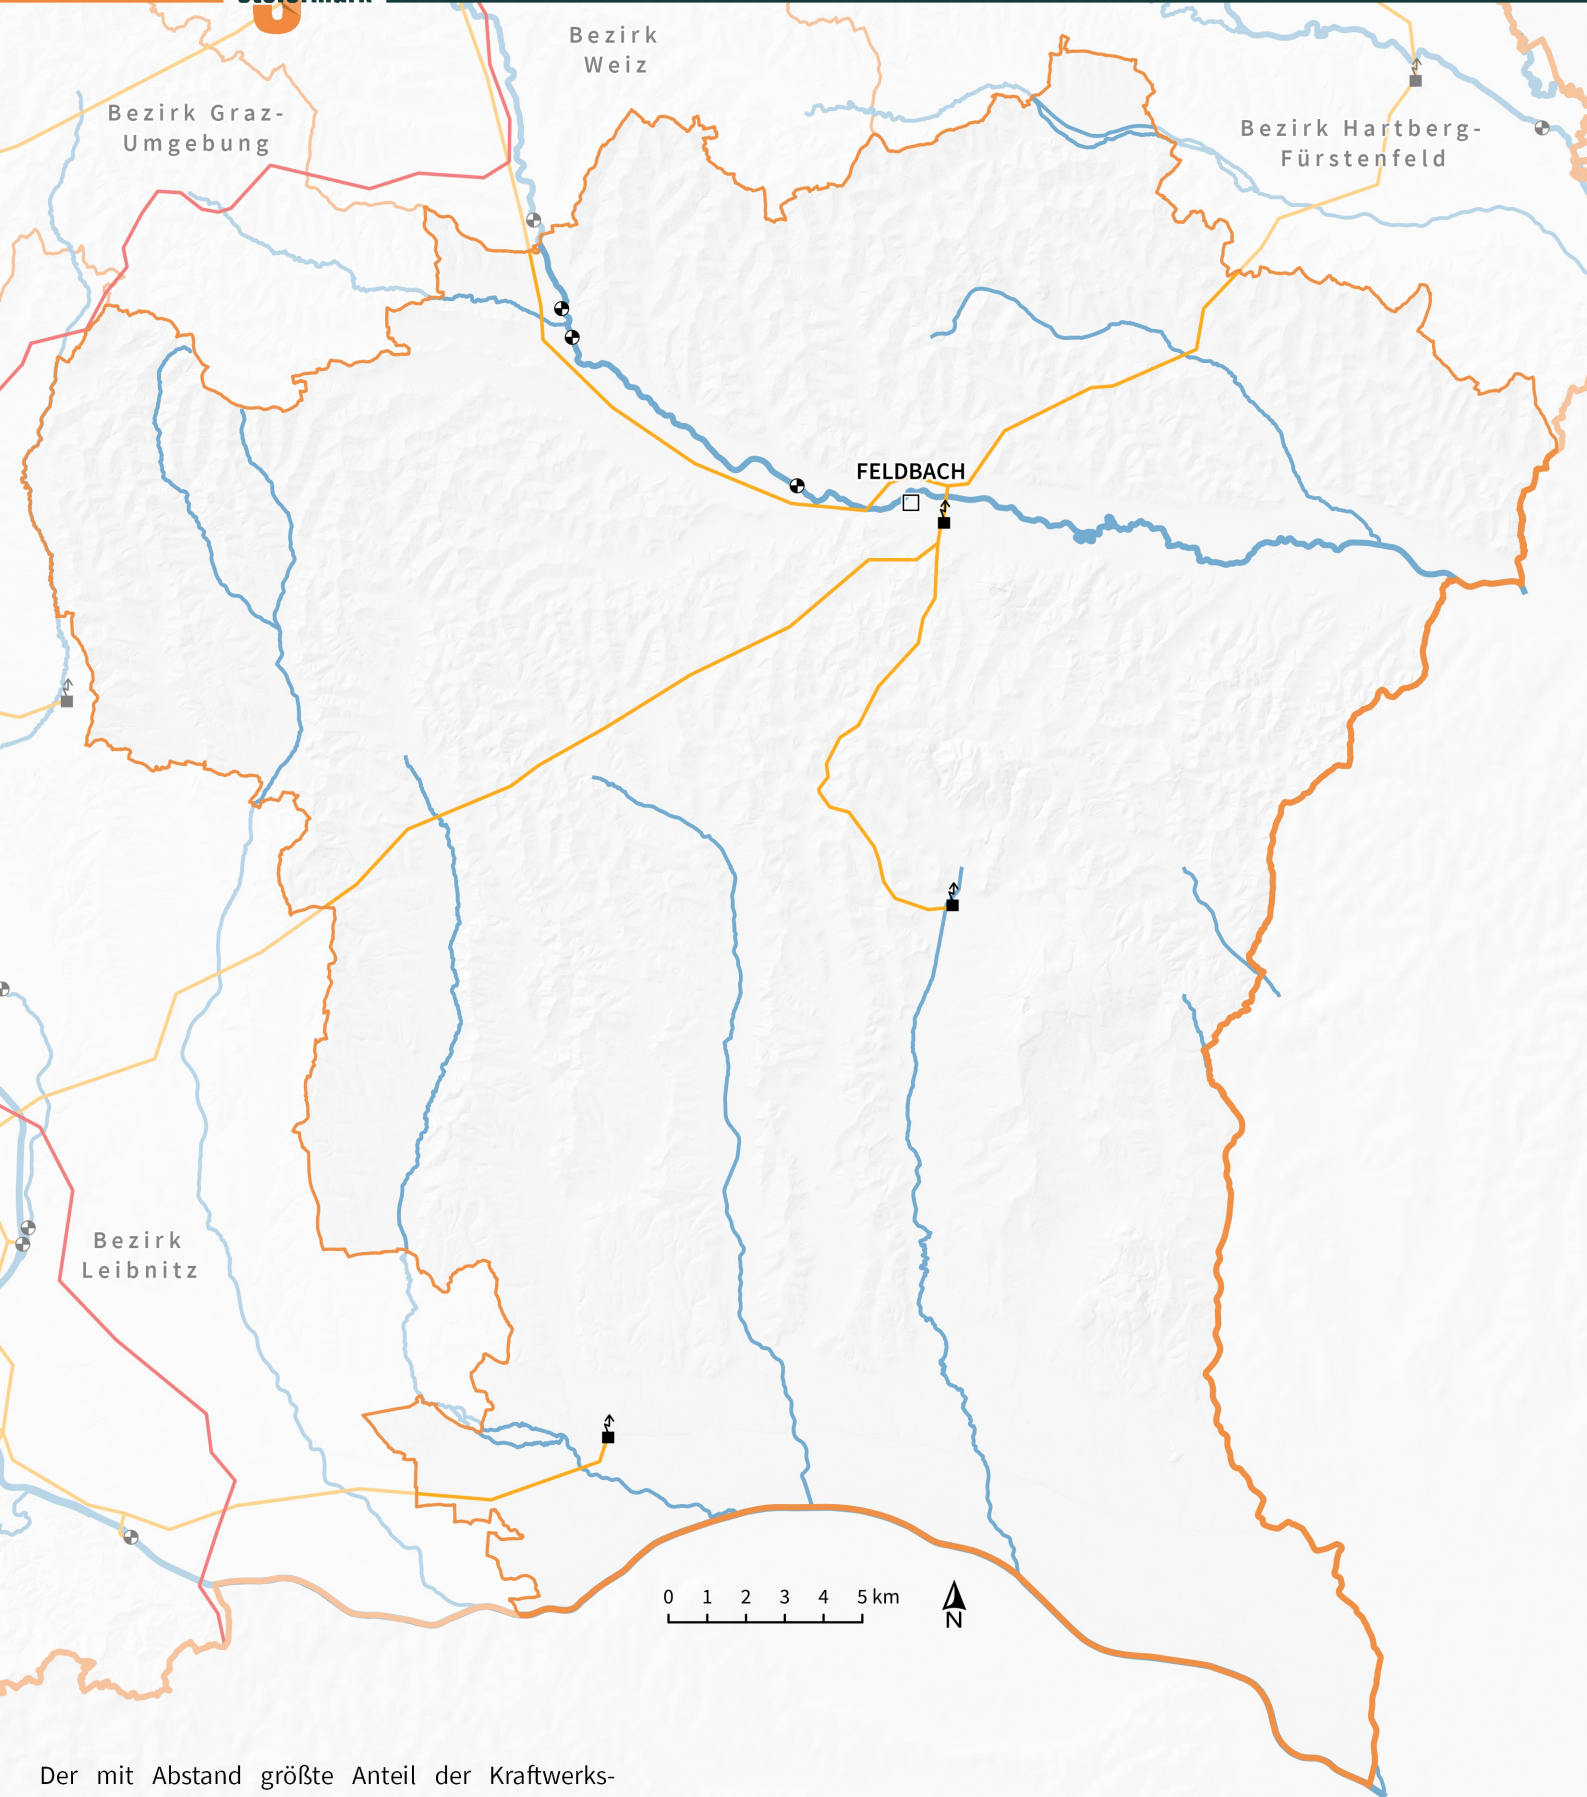 Bezirk
Weiz
Bezirk Graz-
Umgebung
Bezirk Hartberg-
Fürstenfeld
FELDBACH
Bezirk
Leibnitz
0 1 2 3 4 5 km
N
Der mit Abstand größte Anteil der Kraftwerks-